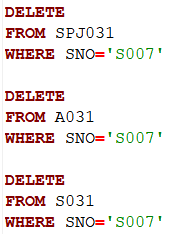 DELETE
FROM SPJ031
WHERE SNO='S007'
DELETE
FROM A031
WHERE SNO='S007'
DELETE
FROM S031
WHERE SNO='S007'